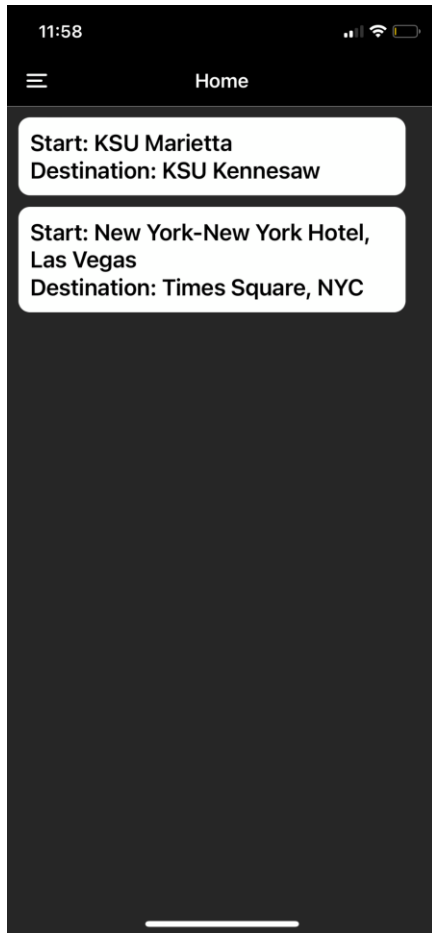 11:58
Home
Start: KSU Marietta
Destination: KSU Kennesaw
Start: New York-New York Hotel,
Las Vegas
Destination: Times Square, NYC